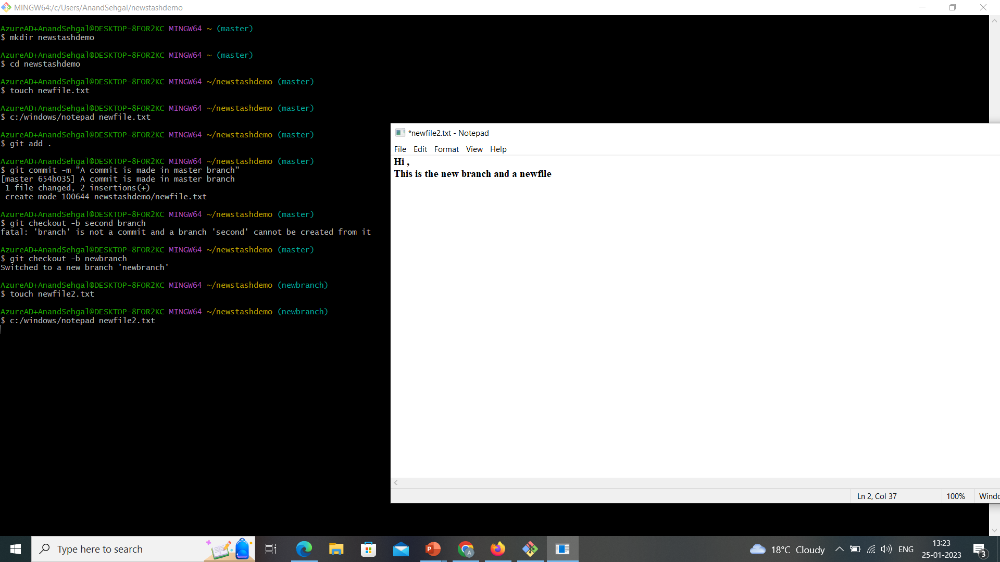 MINGW64:/c/Users/AnandSehgal/newstashdemo
AzureAD+AnandSehgal@DESKTOP-8FOR2KC MINGW64 ~ (master)
$ mkdir newstashdemo
AzureAD+AnandSehgal@DESKTOP-8FOR2KC MINGW64 ~ (master)
$ cd newstashdemo
AzureAD+AnandSehgal@DESKTOP-8FOR2KC MINGW64 ~/newstashdemo (master)
$ touch newfile.txt
AzureAD+AnandSehgal@DESKTOP-8FOR2KC MINGW64 ~/newstashdemo (master)
$ c:/windows/notepad newfile.txt
AzureAD+AnandSehgal@DESKTOP-8FOR2KC MINGW64 ~/newstashdemo (master)
$ git add .
AzureAD+AnandSehgal@DESKTOP-8FOR2KC MINGW64 ~/newstashdemo (master)
$ git commit -m "A commit is made in master branch"
[master 654b035] A commit is made in master branch
1 file changed, 2 insertions(+)
create mode 100644 newstashdemo/newfile.txt
AzureAD+AnandSehgal@DESKTOP-8FOR2KC MINGW64 ~/newstashdemo (master)
$ git checkout -b second branch
fatal: 'branch' is not a commit and a branch 'second' cannot be created from it
AzureAD+AnandSehgal@DESKTOP-8FOR2KC MINGW64 ~/newstashdemo (master)
$ git checkout -b newbranch
Switched to a new branch 'newbranch'
AzureAD+AnandSehgal@DESKTOP-8FOR2KC MINGW64 ~/newstashdemo (newbranch)
$ touch newfile2.txt
AzureAD+AnandSehgal@DESKTOP-8FOR2KC MINGW64 ~/newstashdemo (newbranch)
$ c:/windows/notepad newfile2.txt
*newfile2.txt - Notepad
File Edit Format View Help
Hi ,
This is the new branch and a newfile
Ln 2, Col 37 100% Windo
Type here to search
P
A
18°C Cloudy
ENG
13:23
25-01-2023
3